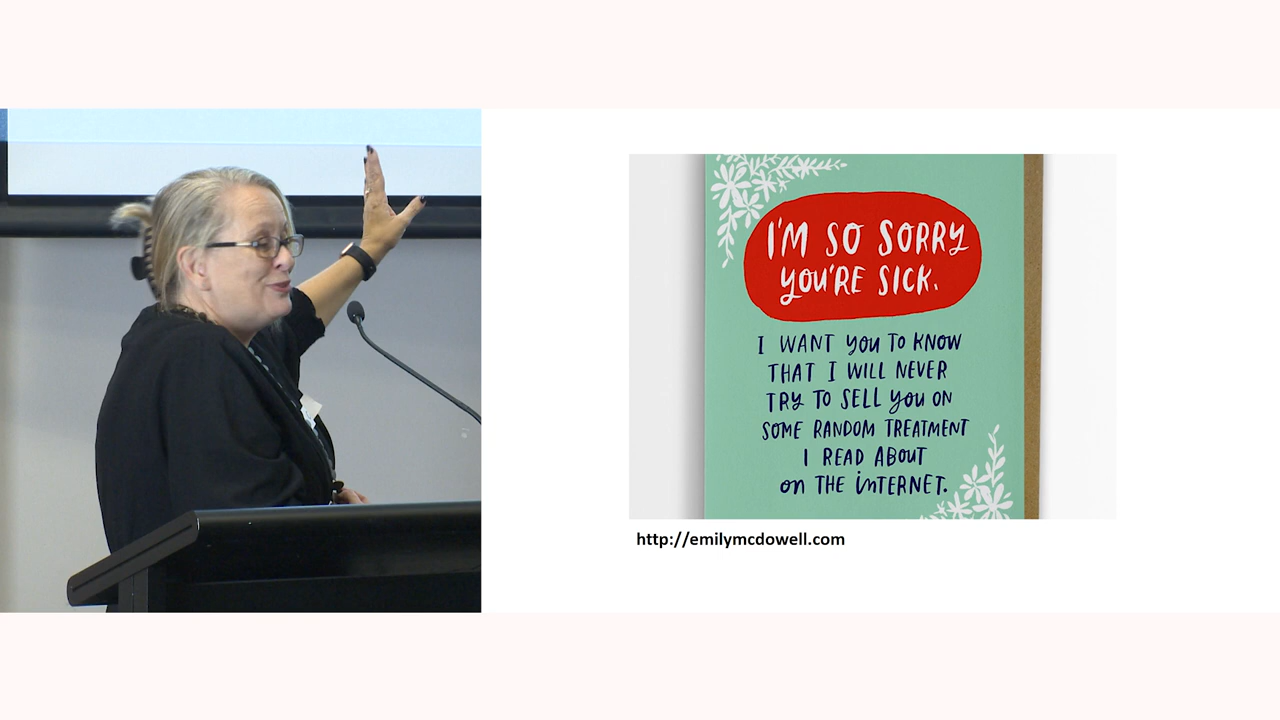 I'M SO SORRY
YOU'RE SICK.
I WANT YOU TO KNOW
THAT I WILL NEVER
TRY TO SELL YOU ON
SOME RANDOM TREATMENT
I READ ABOUT
ON THE INTERNET.
http://emilymcdowell.com